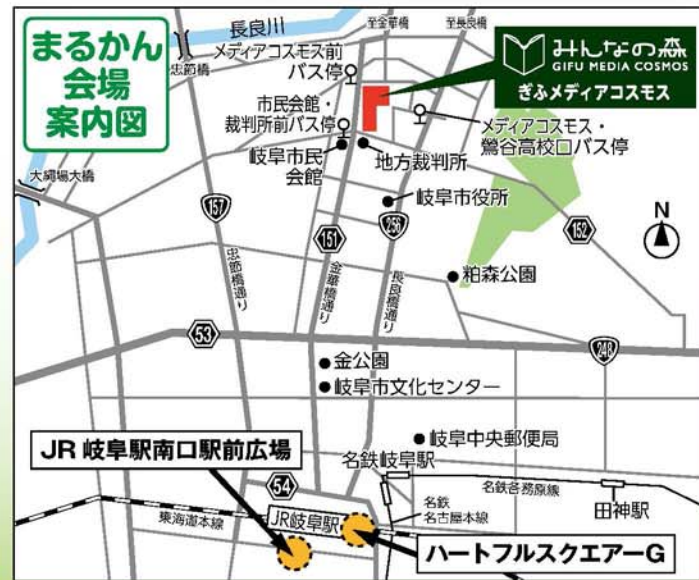 まるかん
会場
案内図
長良川
至金華橋
至長良橋
忠節橋
メディアコスモス前
バス停
みんなの森
GIFU MEDIA COSMOS
ぎふメディアコスモス
市民会館・
裁判所前バス停
メディアコスモス・
鶯谷高校口バス停
岐阜市民
会館
地方裁判所
大縄場大橋
岐阜市役所
157
256
152
N
151
忠節橋通り
金華橋通り
長良橋通り
粕森公園
53
248
金公園
岐阜市文化センター
岐阜中央郵便局
JR 岐阜駅南口駅前広場
名鉄岐阜駅
54
名鉄各務原線
田神駅
東海道本線
JR岐阜駅
名鉄
名古屋本線
ハートフルスクエアーG